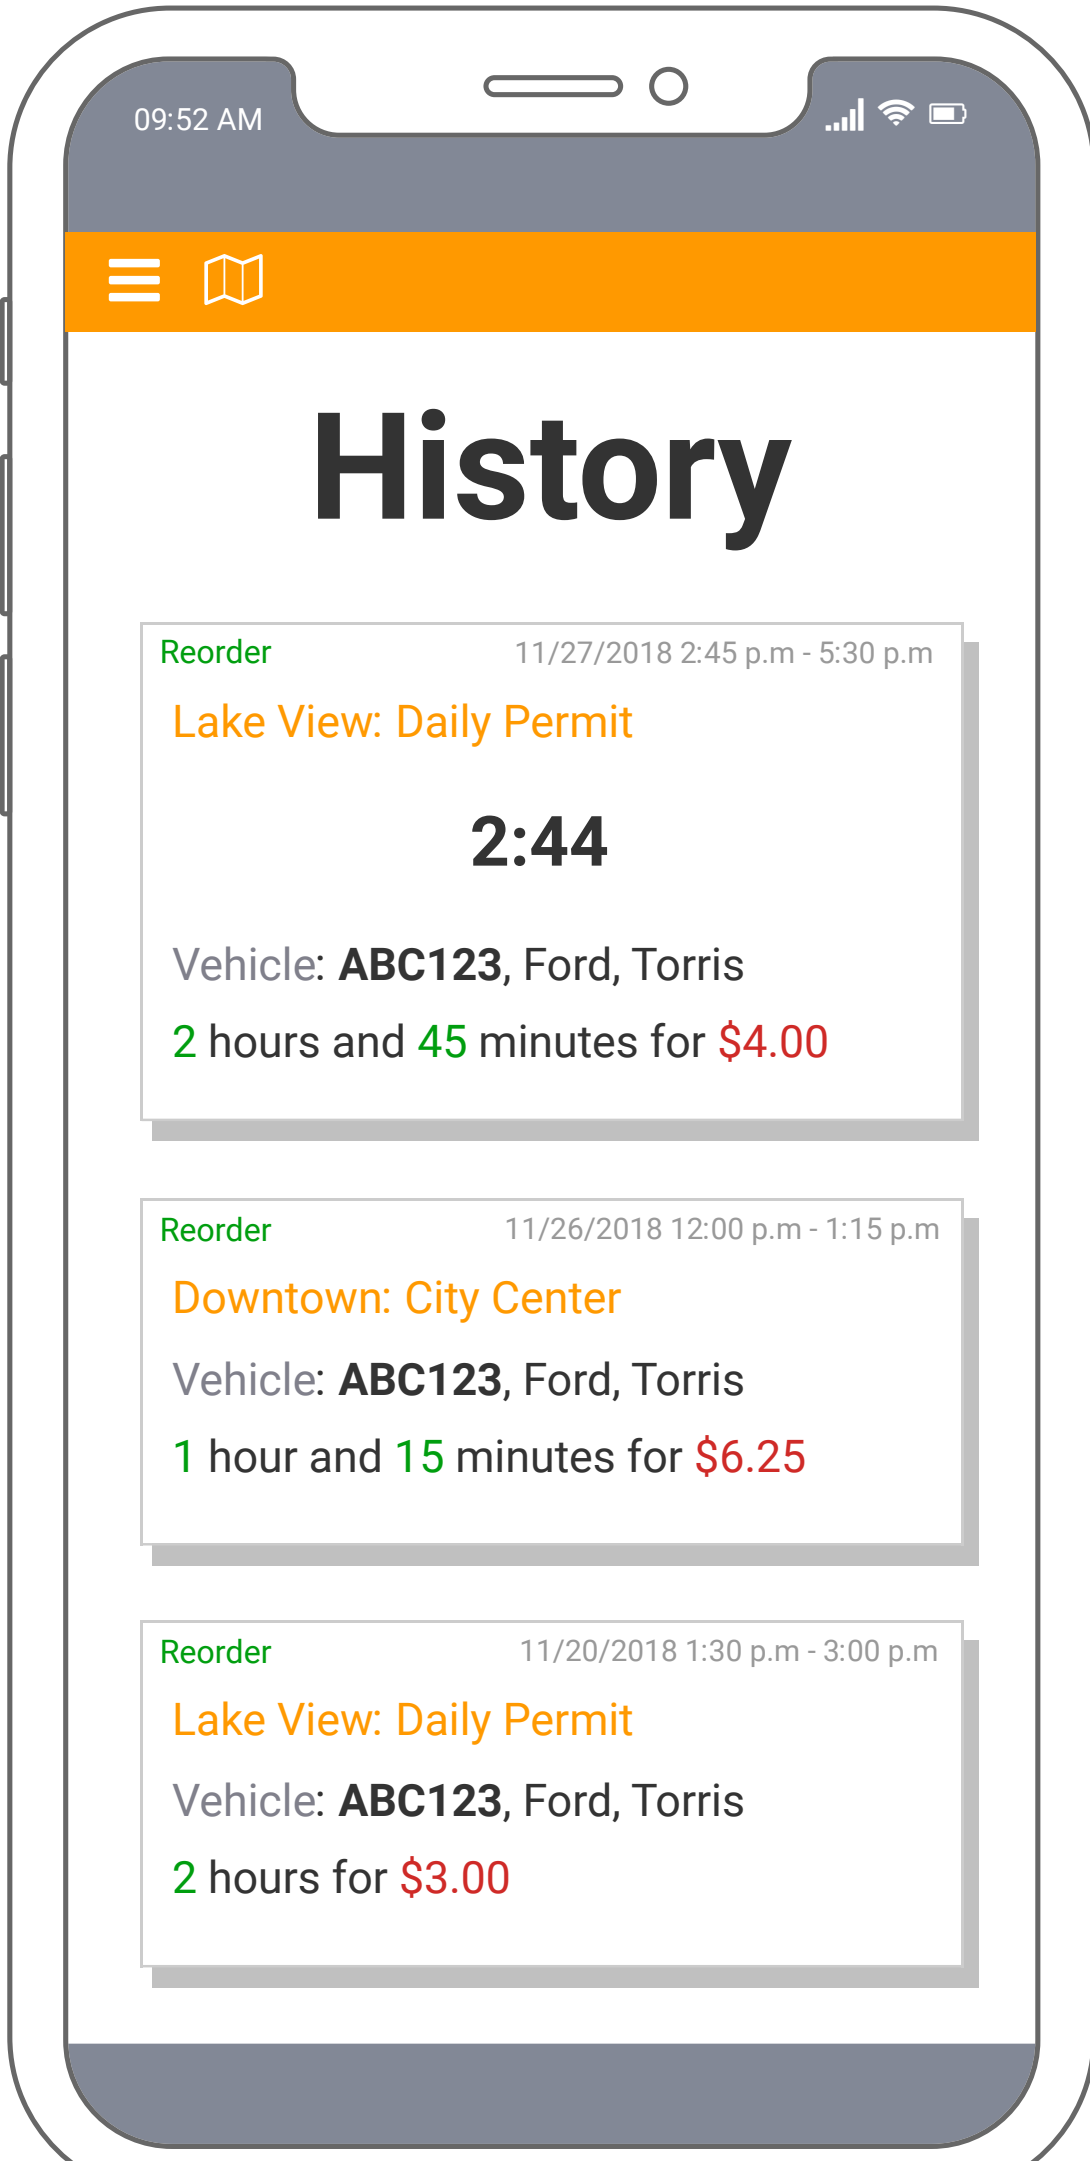 09:52 AM
History
Reorder 11/27/2018 2:45 p.m - 5:30 p.m
Lake View: Daily Permit
2:44
Vehicle: ABC123, Ford, Torris
2 hours and 45 minutes for $4.00
Reorder 11/26/2018 12:00 p.m - 1:15 p.m
Downtown: City Center
Vehicle: ABC123, Ford, Torris
1 hour and 15 minutes for $6.25
Reorder 11/20/2018 1:30 p.m - 3:00 p.m
Lake View: Daily Permit
Vehicle: ABC123, Ford, Torris
2 hours for $3.00